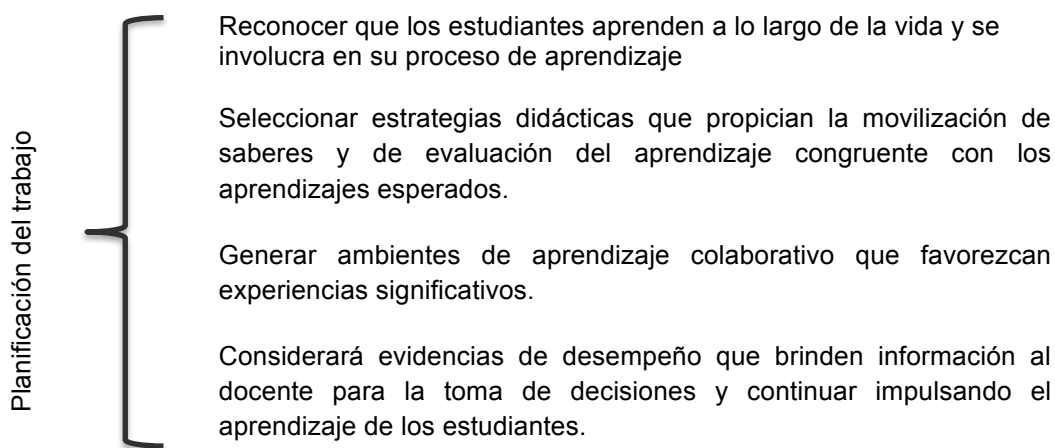 Planificación del trabajo
Reconocer que los estudiantes aprenden a lo largo de la vida y se
involucra en su proceso de aprendizaje
Seleccionar estrategias didácticas que propician la movilización de
saberes y de evaluación del aprendizaje congruente con los
aprendizajes esperados.
Generar ambientes de aprendizaje colaborativo que favorezcan
experiencias significativos.
Considerará evidencias de desempeño que brinden información al
docente para la toma de decisiones y continuar impulsando el
aprendizaje de los estudiantes.